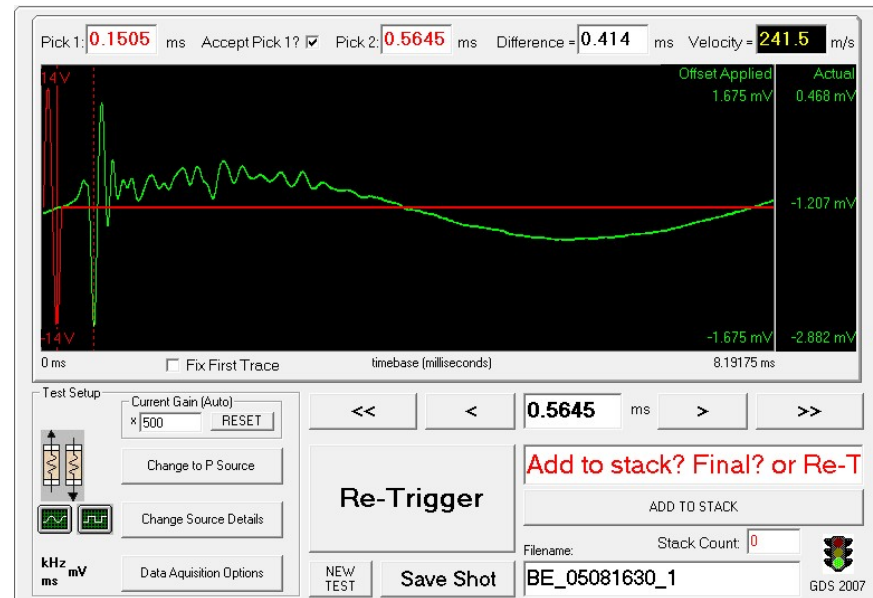 Pick 1: 0.1505 ms Accept Pick 1? Pick 2: 0.5645 ms Difference = 0.414 ms Velocity = 241.5 m/s
14V Offset Applied Actual
1.675 mV 0.468 mV
-1.207 mV
-14V -1.675 mV -2.882 mV
0 ms Fix First Trace timebase (milliseconds) 8.19175 ms
Test Setup
Current Gain (Auto)
× 500 RESET
<< < 0.5645 ms > >>
Change to P Source
Re-Trigger
Add to stack? Final? or Re-T
ADD TO STACK
Change Source Details
Stack Count: 0
Filename:
kHz
ms mV
Data Aquisition Options
NEW
TEST
Save Shot
BE_05081630_1
GDS 2007